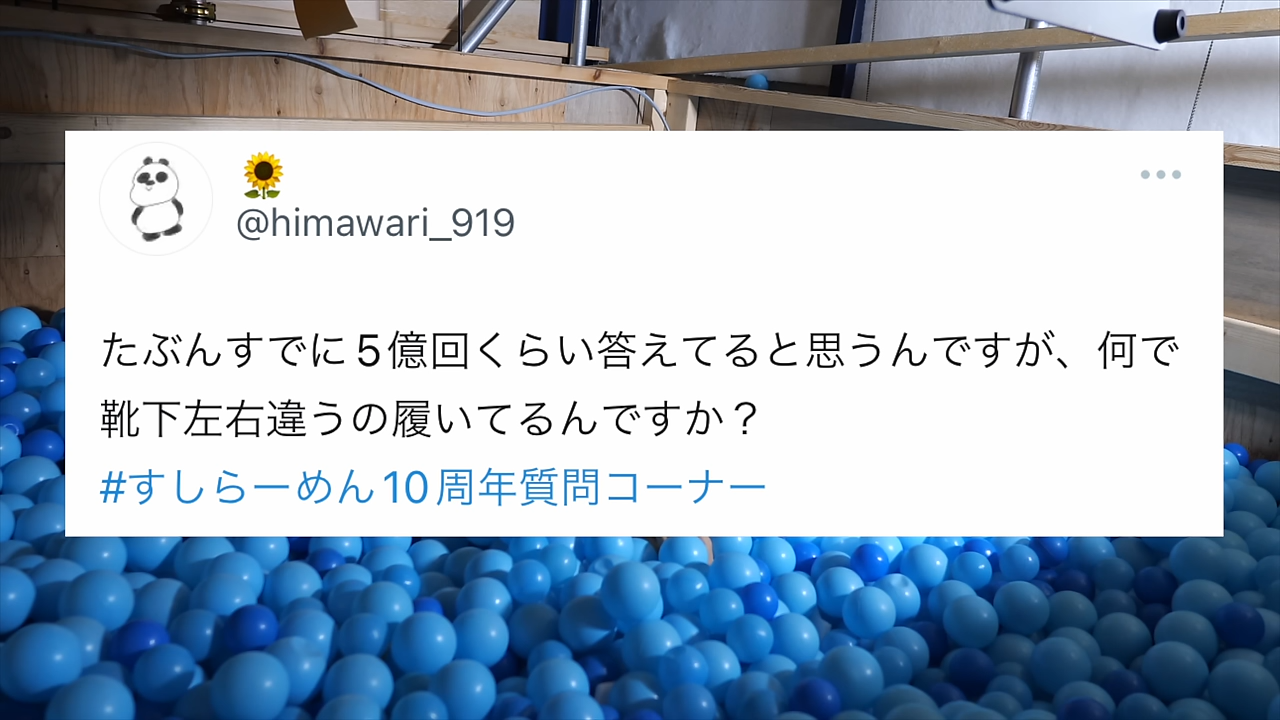 🌻
@himawari_919
たぶんすでに5億回くらい答えてると思うんですが、何で
靴下左右違うの履いてるんですか？
#すしらーめん10周年質問コーナー